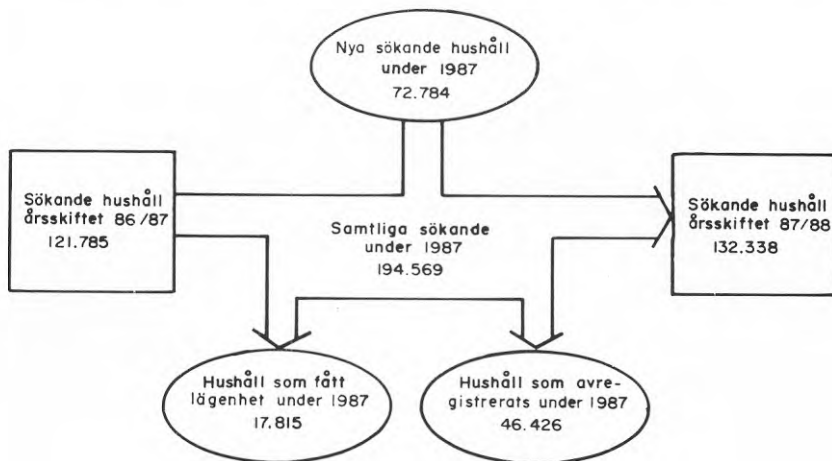 Nya sökande hushåll
under 1987
72.784
Sökande hushåll
årsskiftet 86/87
121.785
Samtliga sökande
under 1987
194.569
Sökande hushåll
årsskiftet 87/88
132.338
Hushåll som fått
lägenhet under 1987
17.815
Hushåll som avre-
gistrerats under 1987
46.426